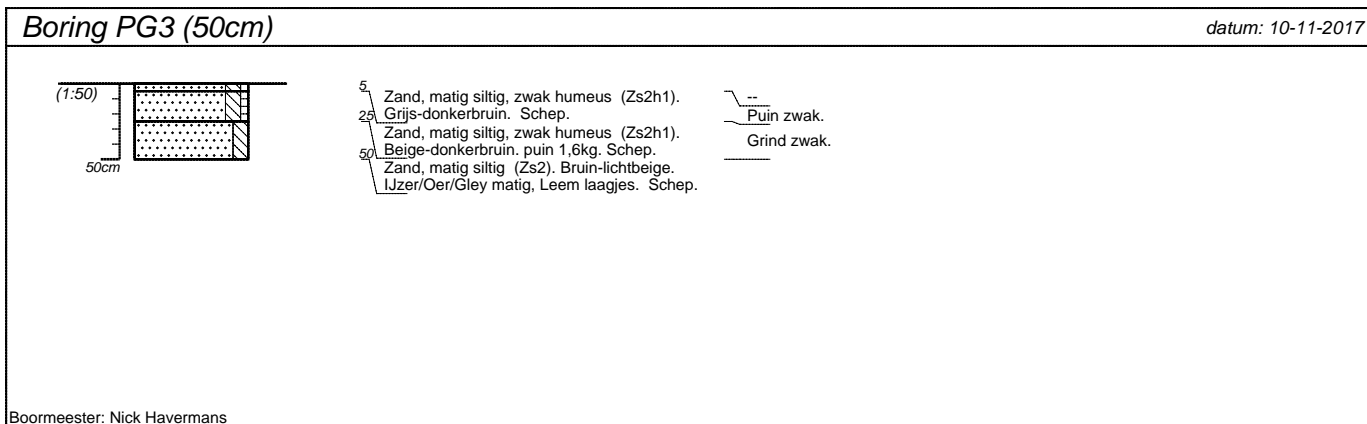 Boring PG3 (50cm)
datum: 10-11-2017
(1:50)
50cm
5
Zand, matig siltig, zwak humeus (Zs2h1).
Grijs-donkerbruin. Schep.
25
Zand, matig siltig, zwak humeus (Zs2h1).
Beige-donkerbruin. puin 1,6kg. Schep.
50
Zand, matig siltig (Zs2). Bruin-lichtbeige.
IJzer/Oer/Gley matig, Leem laagjes. Schep.
--
Puin zwak.
Grind zwak.
Boormeester: Nick Havermans